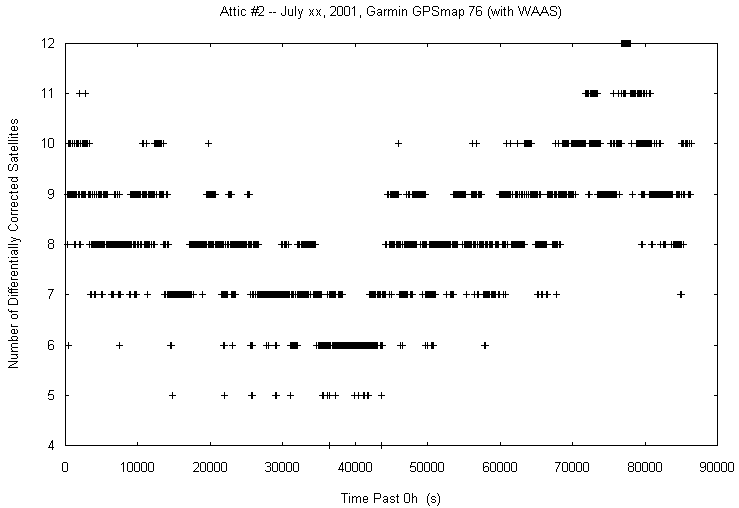 Attic #2 -- July xx, 2001, Garmin GPSmap 76 (with WAAS)
12
11
10
9
8
7
6
5
4
Number of Differentially Corrected Satellites
0 10000 20000 30000 40000 50000 60000 70000 80000 90000
Time Past 0h (s)